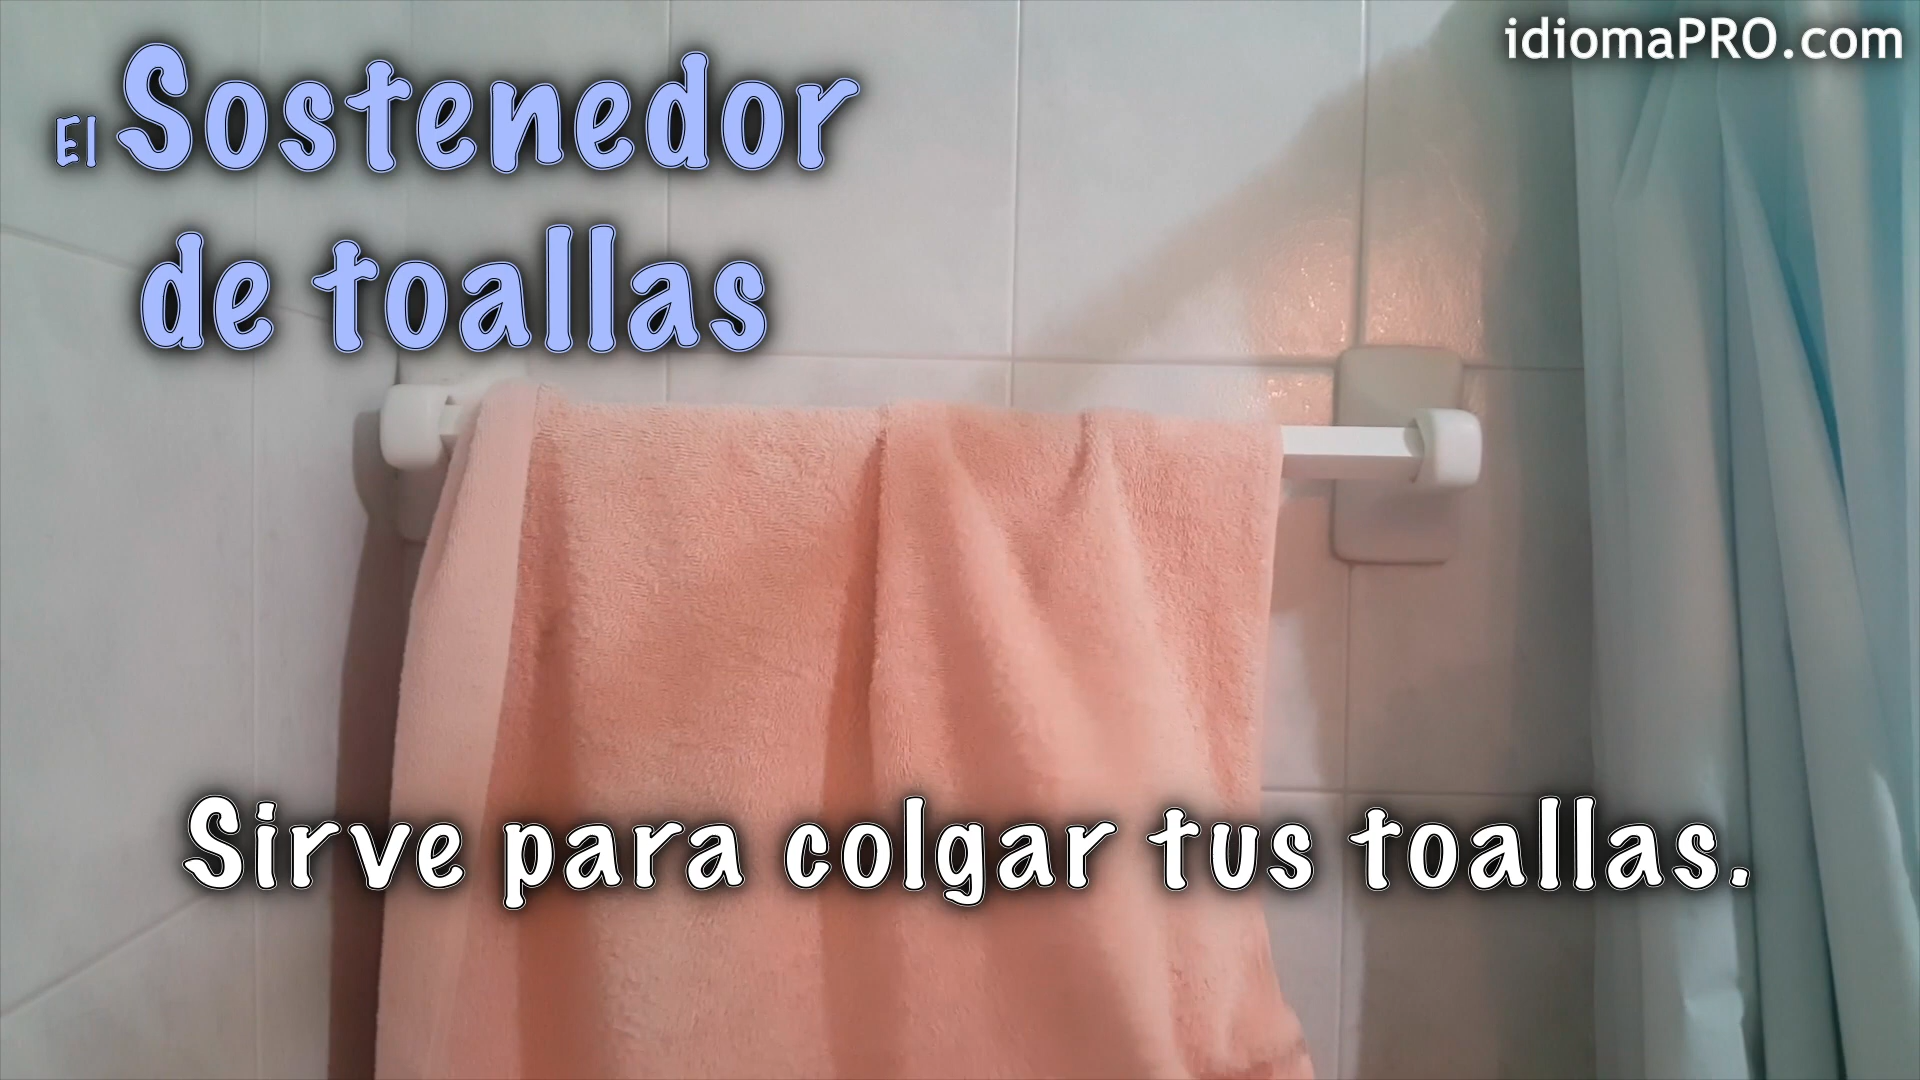 idiomaPRO.com
El Sostenedor
de toallas
Sirve para colgar tus toallas.